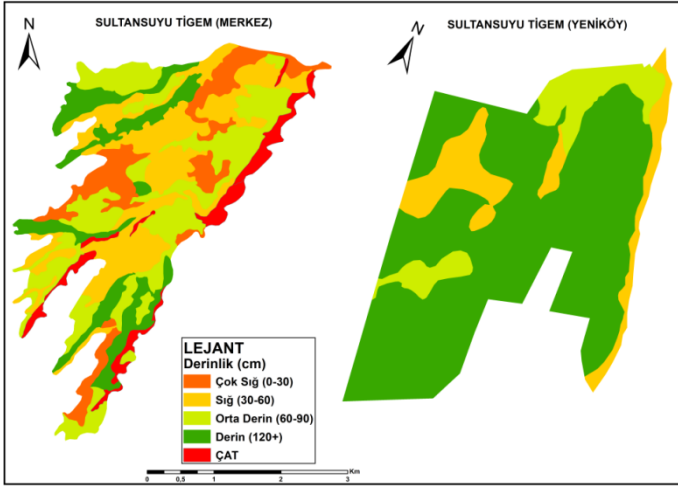 SULTANSUYU TİGEM (MERKEZ)
SULTANSUYU TİGEM (YENİKÖY)
N
N
LEJANT
Derinlik (cm)
Çok Sığ (0-30)
Sığ (30-60)
Orta Derin (60-90)
Derin (120+)
ÇAT
Km
0 0,5 1 2 3